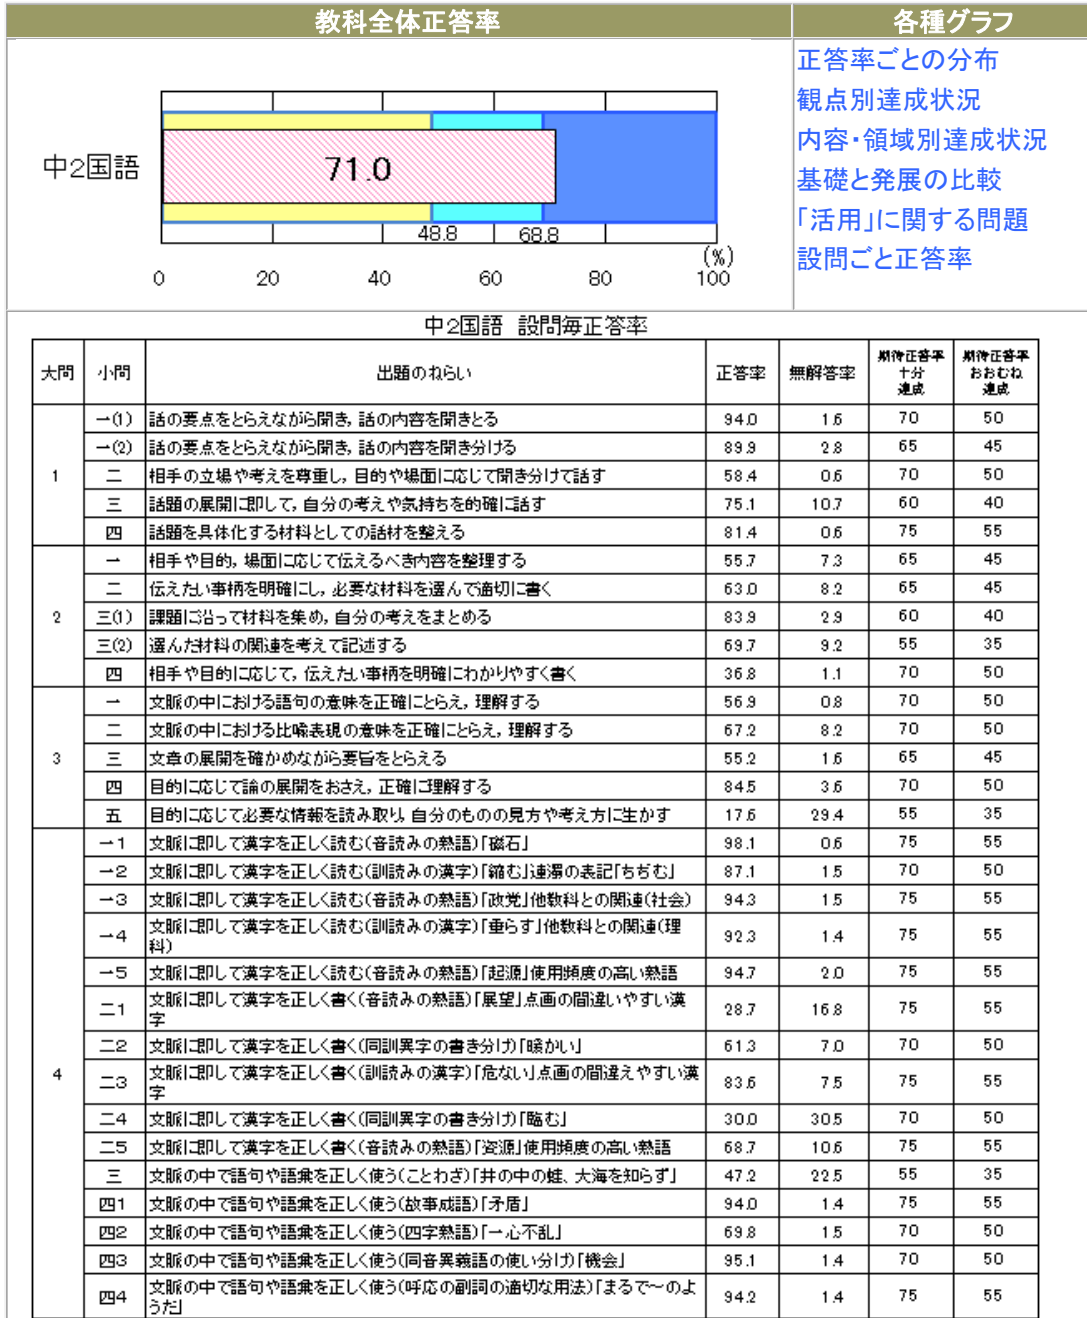 教科全体正答率 各種グラフ
正答率ごとの分布
観点別達成状況
内容・領域別達成状況
基礎と発展の比較
「活用」に関する問題
設問ごと正答率
中2国語
71.0
48.8 68.8
(%)
0 20 40 60 80 100
中2国語 設問毎正答率
大問 小問 出題のねらい 正答率 無解答率 期待正答率十分達成 期待正答率おおむね達成
1
一(1) 話の要点をとらえながら聞き,話の内容を聞きとる 94.0 1.6 70 50
一(2) 話の要点をとらえながら聞き,話の内容を聞き分ける 89.9 2.8 65 45
二 相手の立場や考えを尊重し,目的や場面に応じて聞き分けて話す 58.4 0.6 70 50
三 話題の展開に即して,自分の考えや気持ちを的確に話す 75.1 10.7 60 40
四 話題を具体化する材料としての話材を整える 81.4 0.6 75 55
2
一 相手や目的,場面に応じて伝えるべき内容を整理する 55.7 7.3 65 45
二 伝えたい事柄を明確にし,必要な材料を選んで適切に書く 63.0 8.2 65 45
三(1) 課題に沿って材料を集め,自分の考えをまとめる 83.9 2.9 60 40
三(2) 選んだ材料の関連を考えて記述する 69.7 9.2 55 35
四 相手や目的に応じて,伝えたい事柄を明確にわかりやすく書く 36.8 1.1 70 50
3
一 文脈の中における語句の意味を正確にとらえ,理解する 56.9 0.8 70 50
二 文脈の中における比喩表現の意味を正確にとらえ,理解する 67.2 8.2 70 50
三 文章の展開を確かめながら要旨をとらえる 55.2 1.6 65 45
四 目的に応じて論の展開をおさえ,正確に理解する 84.5 3.6 70 50
五 目的に応じて必要な情報を読み取り,自分のものの見方や考え方に生かす 17.6 29.4 55 35
4
一1 文脈に即して漢字を正しく読む(音読みの熟語)「磁石」 98.1 0.6 75 55
一2 文脈に即して漢字を正しく読む(訓読みの漢字)「縮む」連濁の表記「ちぢむ」 87.1 1.5 70 50
一3 文脈に即して漢字を正しく読む(音読みの熟語)「政党」他教科との関連(社会) 94.3 1.5 75 55
一4 文脈に即して漢字を正しく読む(訓読みの漢字)「垂らす」他教科との関連(理
科) 92.3 1.4 75 55
一5 文脈に即して漢字を正しく読む(音読みの熟語)「起源」使用頻度の高い熟語 94.7 2.0 75 55
二1 文脈に即して漢字を正しく書く(音読みの熟語)「展望」点画の間違いやすい漢
字 28.7 16.8 75 55
二2 文脈に即して漢字を正しく書く(同訓異字の書き分け)「暖かい」 61.3 7.0 70 50
二3 文脈に即して漢字を正しく書く(訓読みの漢字)「危ない」点画の間違えやすい漢
字 83.6 7.5 75 55
二4 文脈に即して漢字を正しく書く(同訓異字の書き分け)「臨む」 30.0 30.5 70 50
二5 文脈に即して漢字を正しく書く(音読みの熟語)「資源」使用頻度の高い熟語 68.7 10.6 75 55
三 文脈の中で語句や語彙を正しく使う(ことわざ)「井の中の蛙、大海を知らず」 47.2 22.5 55 35
四1 文脈の中で語句や語彙を正しく使う(故事成語)「矛盾」 94.0 1.4 75 55
四2 文脈の中で語句や語彙を正しく使う(四字熟語)「一心不乱」 69.8 1.5 70 50
四3 文脈の中で語句や語彙を正しく使う(同音異義語の使い分け)「機会」 95.1 1.4 70 50
四4 文脈の中で語句や語彙を正しく使う(呼応の副詞の適切な用法)「まるで~のよ
うだ」 94.2 1.4 75 55